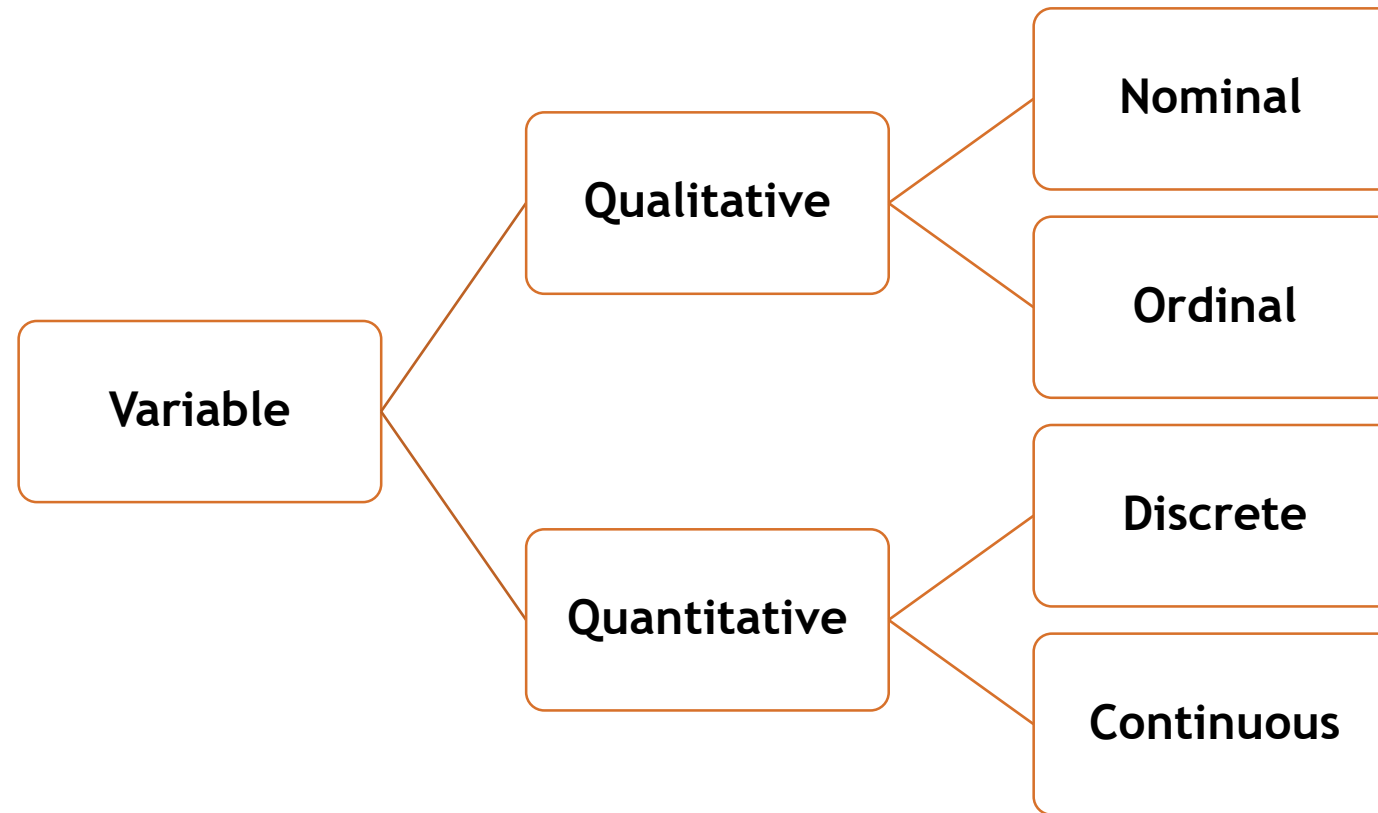 Variable
Qualitative
Nominal
Ordinal
Quantitative
Discrete
Continuous